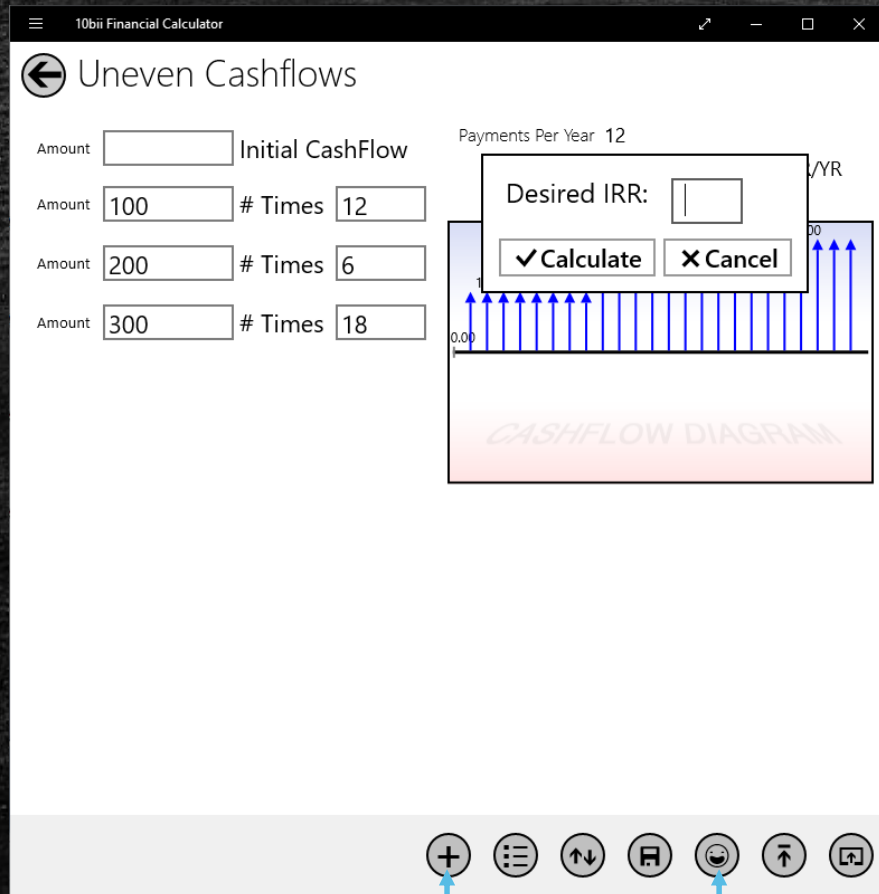 10bii Financial Calculator
Uneven Cashflows
Amount Initial CashFlow
Amount 100 # Times 12
Amount 200 # Times 6
Amount 300 # Times 18
Payments Per Year 12
/YR
Desired IRR:
Calculate Cancel
0.00
CASHFLOW DIAGRAM